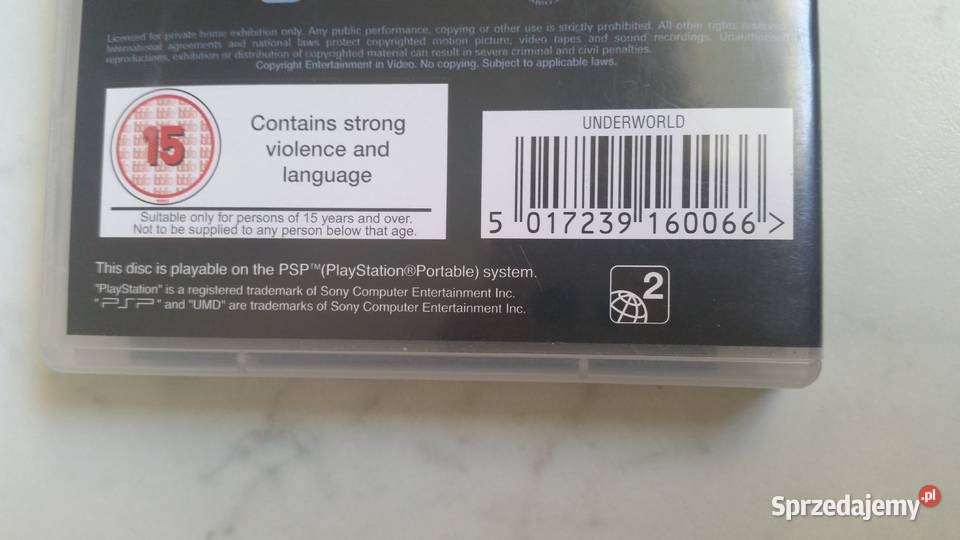 Licensed for private home exhibition only. Any public performance, copying or other use is strictly prohibited. All other rights reserved.
International agreements and national laws protect copyrighted motion picture, video tapes and sound recordings. Unauthorised
reproductions, exhibition or distribution of copyrighted material can result in severe criminal and civil penalties.
Copyright Entertainment in Video. No copying. Subject to applicable laws.
15
Contains strong
violence and
language
Suitable only for persons of 15 years and over.
Not to be supplied to any person below that age.
UNDERWORLD
5 017239 160066 >
This disc is playable on the PSP™(PlayStation®Portable) system.
"PlayStation" is a registered trademark of Sony Computer Entertainment Inc.
"PSP" and "UMD" are trademarks of Sony Computer Entertainment Inc.
2
Sprzedajemy.pl